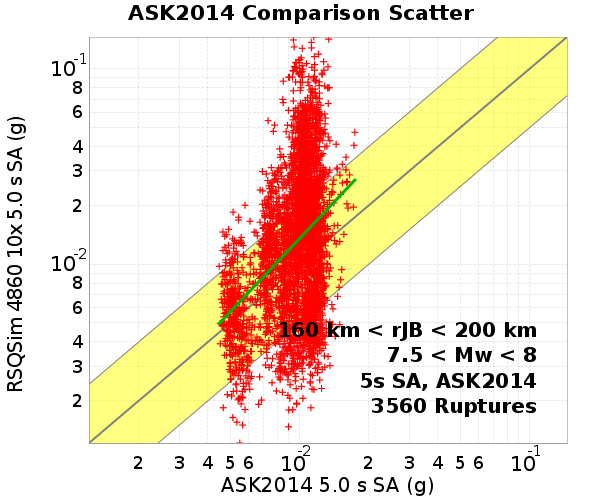 ASK2014 Comparison Scatter
RSQSim 4860 10x 5.0 s SA (g)
10-1
8
6
4
3
2
10-2
8
6
4
3
2
160 km < rJB < 200 km
7.5 < Mw < 8
5s SA, ASK2014
3560 Ruptures
2 3 4 5 6 10-2 2 3 4 5 6 10-1
ASK2014 5.0 s SA (g)